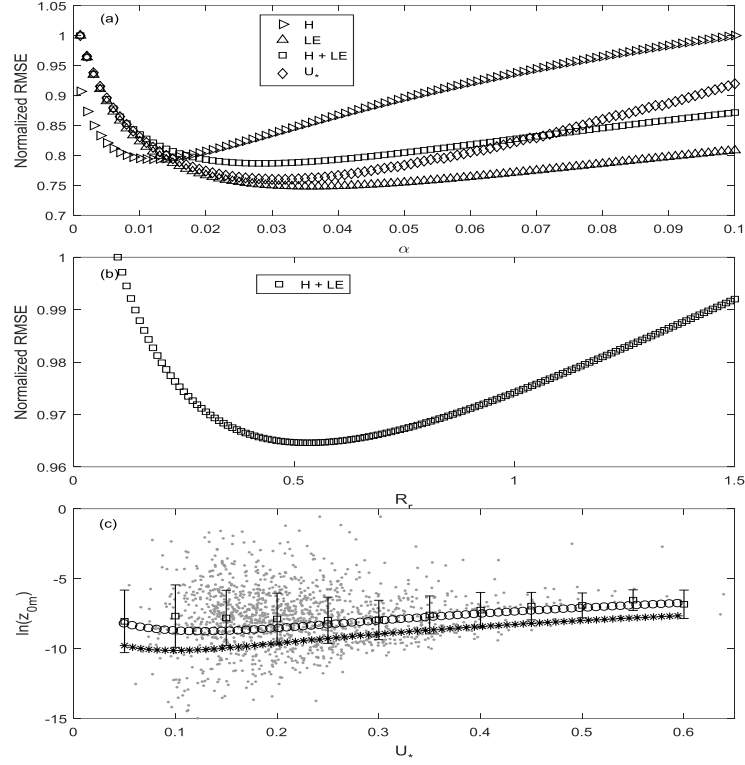 (a)
H
LE
H + LE
U*
Normalized RMSE
1.05
1
0.95
0.9
0.85
0.8
0.75
0.7
0
0.01
0.02
0.03
0.04
0.05
0.06
0.07
0.08
0.09
0.1
α
(b)
H + LE
Normalized RMSE
1
0.99
0.98
0.97
0.96
0
0.5
1
1.5
R_r
(c)
ln(z_0m)
0
-5
-10
-15
0
0.1
0.2
0.3
0.4
0.5
0.6
U*